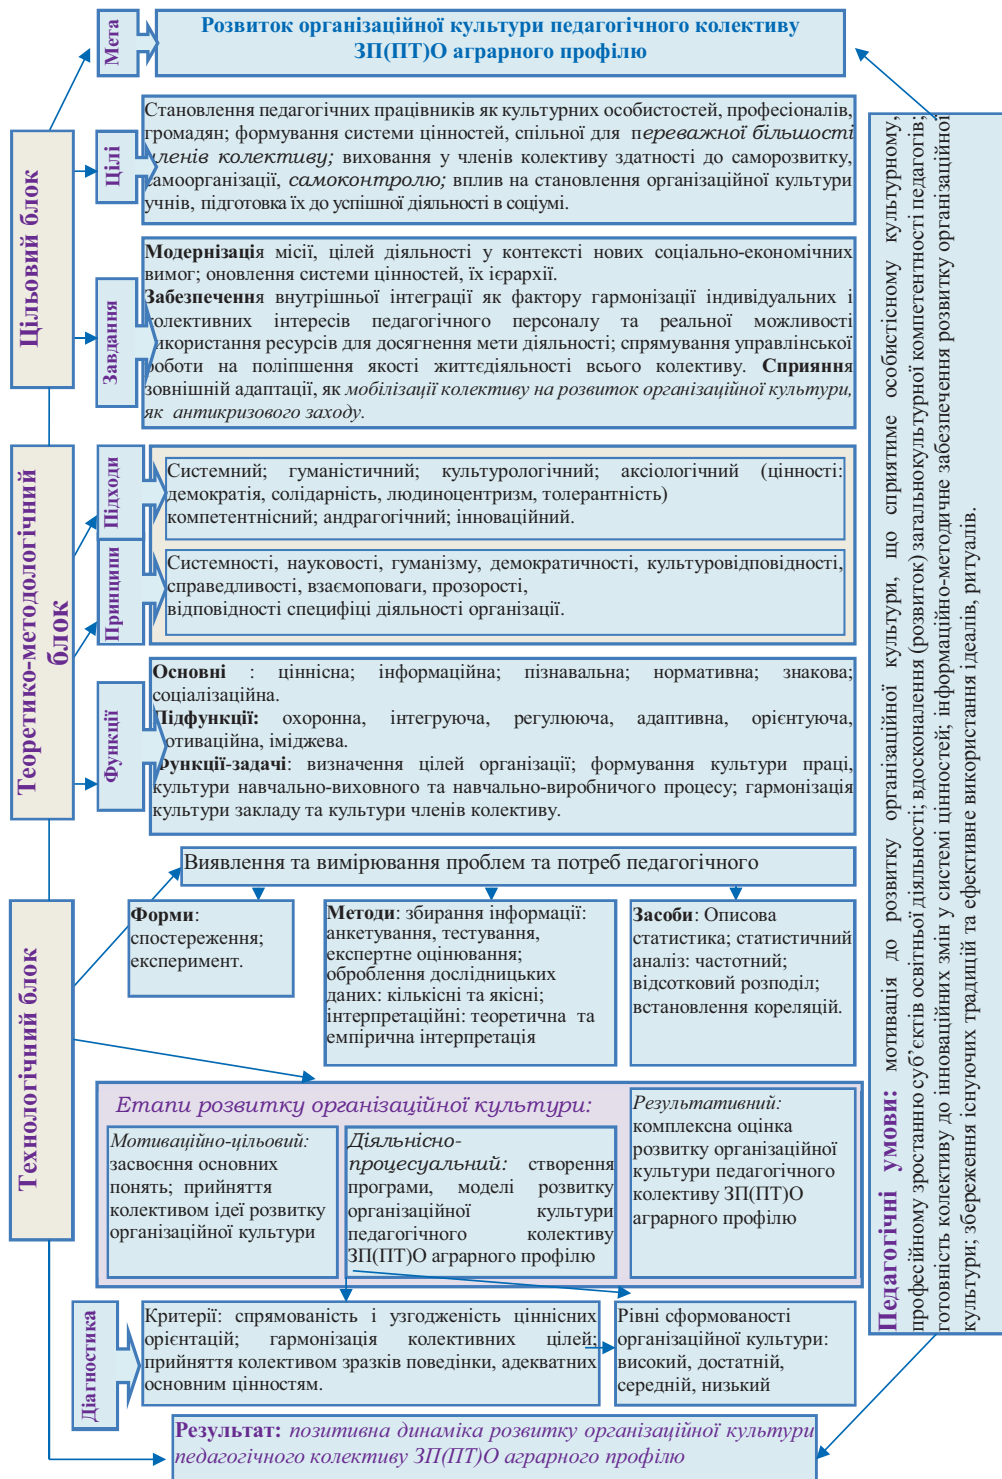 Мета
Розвиток організаційної культури педагогічного колективу
ЗП(ПТ)О аграрного профілю
Цільовий блок
Цілі
Становлення педагогічних працівників як культурних особистостей, професіоналів,
громадян; формування системи цінностей, спільної для переважної більшості
членів колективу; виховання у членів колективу здатності до саморозвитку,
самоорганізації, самоконтролю; вплив на становлення організаційної культури
учнів, підготовка їх до успішної діяльності в соціумі.
Завдання
Модернізація місії, цілей діяльності у контексті нових соціально-економічних
вимог; оновлення системи цінностей, їх ієрархії.
Забезпечення внутрішньої інтеграції як фактору гармонізації індивідуальних і
колективних інтересів педагогічного персоналу та реальної можливості
використання ресурсів для досягнення мети діяльності; спрямування управлінської
роботи на поліпшення якості життєдіяльності всього колективу. Сприяння
зовнішній адаптації, як мобілізації колективу на розвиток організаційної культури,
як антикризового заходу.
Теоретико-методологічний
блок
Підходи
Системний; гуманістичний; культурологічний; аксіологічний (цінності:
демократія, солідарність, людиноцентризм, толерантність)
компетентнісний; андрагогічний; інноваційний.
Принципи
Системності, науковості, гуманізму, демократичності, культуровідповідності,
справедливості, взаємоповаги, прозорості,
відповідності специфіці діяльності організації.
Функції
Основні : ціннісна; інформаційна; пізнавальна; нормативна; знакова;
соціалізаційна.
Підфункції: охоронна, інтегруюча, регулююча, адаптивна, орієнтуюча,
мотиваційна, іміджева.
Функції-задачі: визначення цілей організації; формування культури праці,
культури навчально-виховного та навчально-виробничого процесу; гармонізація
культури закладу та культури членів колективу.
Технологічний блок
Виявлення та вимірювання проблем та потреб педагогічного
Форми:
спостереження;
експеримент.
Методи: збирання інформації:
анкетування, тестування,
експертне оцінювання;
оброблення дослідницьких
даних: кількісні та якісні;
інтерпретаційні: теоретична та
емпірична інтерпретація
Засоби: Описова
статистика; статистичний
аналіз: частотний;
відсотковий розподіл;
встановлення кореляцій.
Етапи розвитку організаційної культури:
Мотиваційно-цільовий:
засвоєння основних
понять; прийняття
колективом ідеї розвитку
організаційної культури
Діяльнісно-
процесуальний: створення
програми, моделі розвитку
організаційної культури
педагогічного колективу
ЗП(ПТ)О аграрного профілю
Результативний:
комплексна оцінка
розвитку організаційної
культури педагогічного
колективу ЗП(ПТ)О
аграрного профілю
Діагностика
Критерії: спрямованість і узгодженість ціннісних
орієнтацій; гармонізація колективних цілей;
прийняття колективом зразків поведінки, адекватних
основним цінностям.
Рівні сформованості
організаційної культури:
високий, достатній,
середній, низький
Результат: позитивна динаміка розвитку організаційної культури
педагогічного колективу ЗП(ПТ)О аграрного профілю
Педагогічні умови: мотивація до розвитку організаційної культури, що сприятиме особистісному культурному,
професійному зростанню суб’єктів освітньої діяльності; вдосконалення (розвиток) загальнокультурної компетентності педагогів;
готовність колективу до інноваційних змін у системі цінностей; інформаційно-методичне забезпечення розвитку організаційної
культури; збереження існуючих традицій та ефективне використання ідеалів, ритуалів.